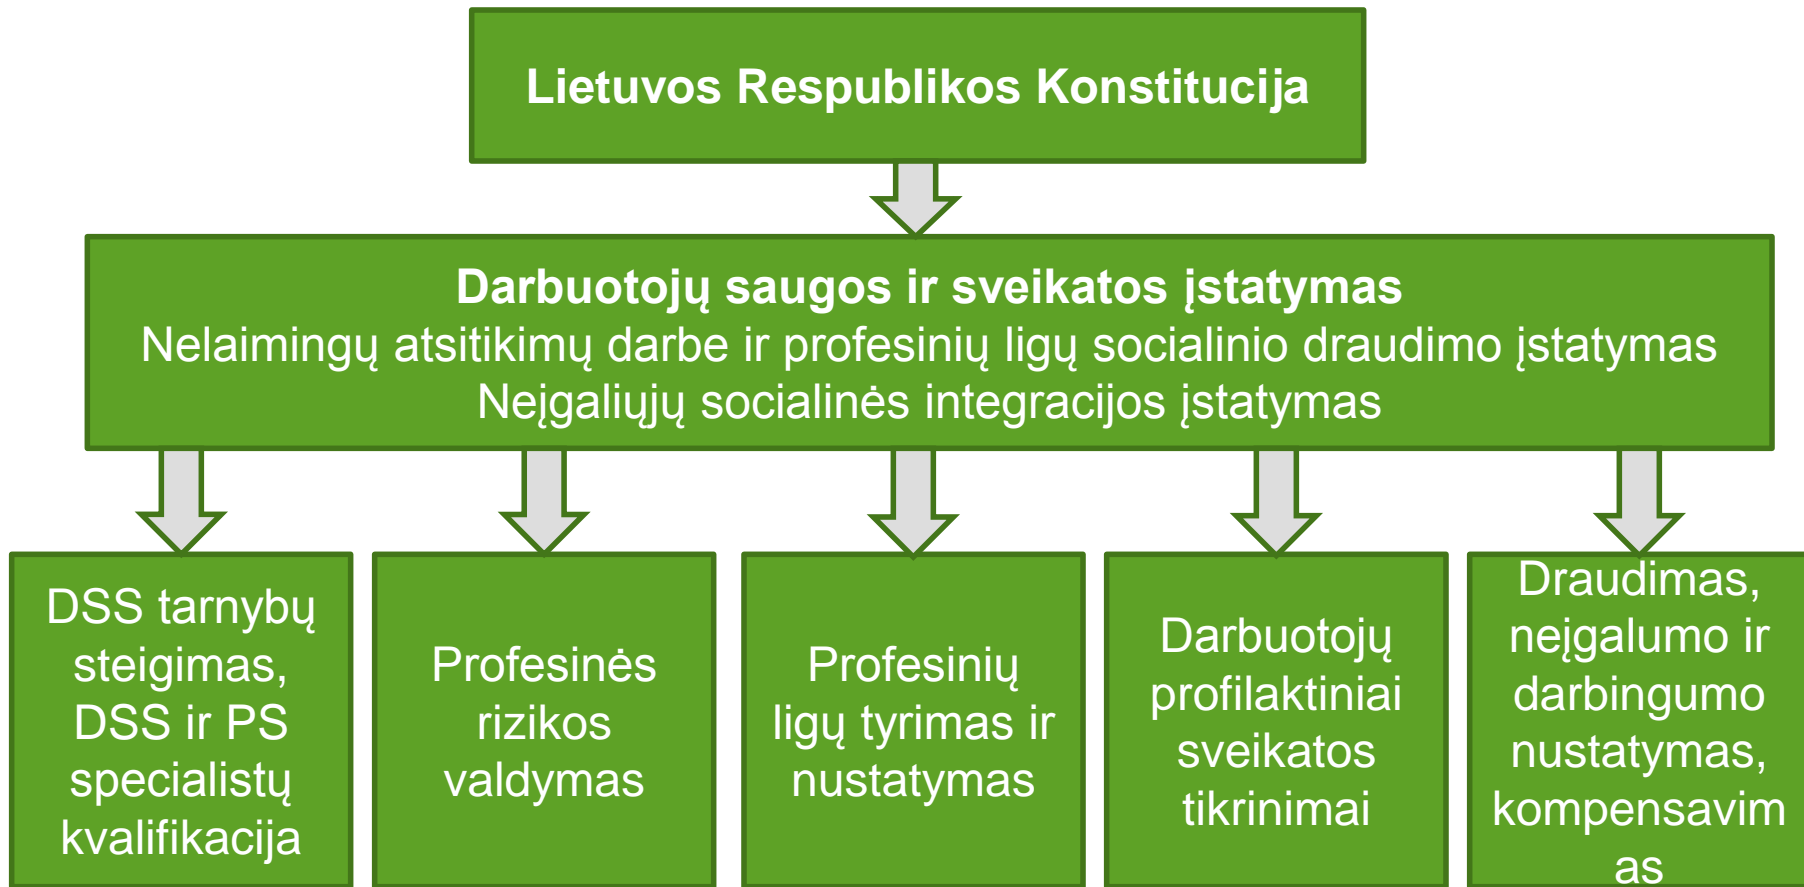 Lietuvos Respublikos Konstitucija
Darbuotojų saugos ir sveikatos įstatymas
Nelaimingų atsitikimų darbe ir profesinių ligų socialinio draudimo įstatymas
Neįgaliųjų socialinės integracijos įstatymas
DSS tarnybų
steigimas,
DSS ir PS
specialistų
kvalifikacija
Profesinės
rizikos
valdymas
Profesinių
ligų tyrimas ir
nustatymas
Darbuotojų
profilaktiniai
sveikatos
tikrinimai
Draudimas,
neįgalumo ir
darbingumo
nustatymas,
kompensavim
as